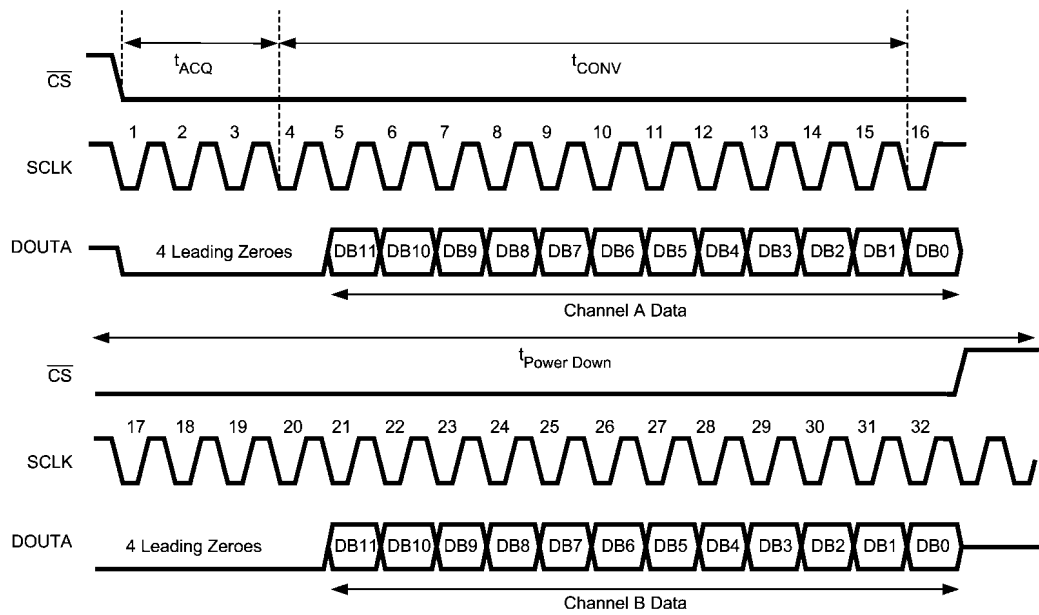 tACQ tCONV
CS
1 2 3 4 5 6 7 8 9 10 11 12 13 14 15 16
SCLK
DOUTA 4 Leading Zeroes DB11 DB10 DB9 DB8 DB7 DB6 DB5 DB4 DB3 DB2 DB1 DB0
Channel A Data
tPower Down
CS
17 18 19 20 21 22 23 24 25 26 27 28 29 30 31 32
SCLK
DOUTA 4 Leading Zeroes DB11 DB10 DB9 DB8 DB7 DB6 DB5 DB4 DB3 DB2 DB1 DB0
Channel B Data